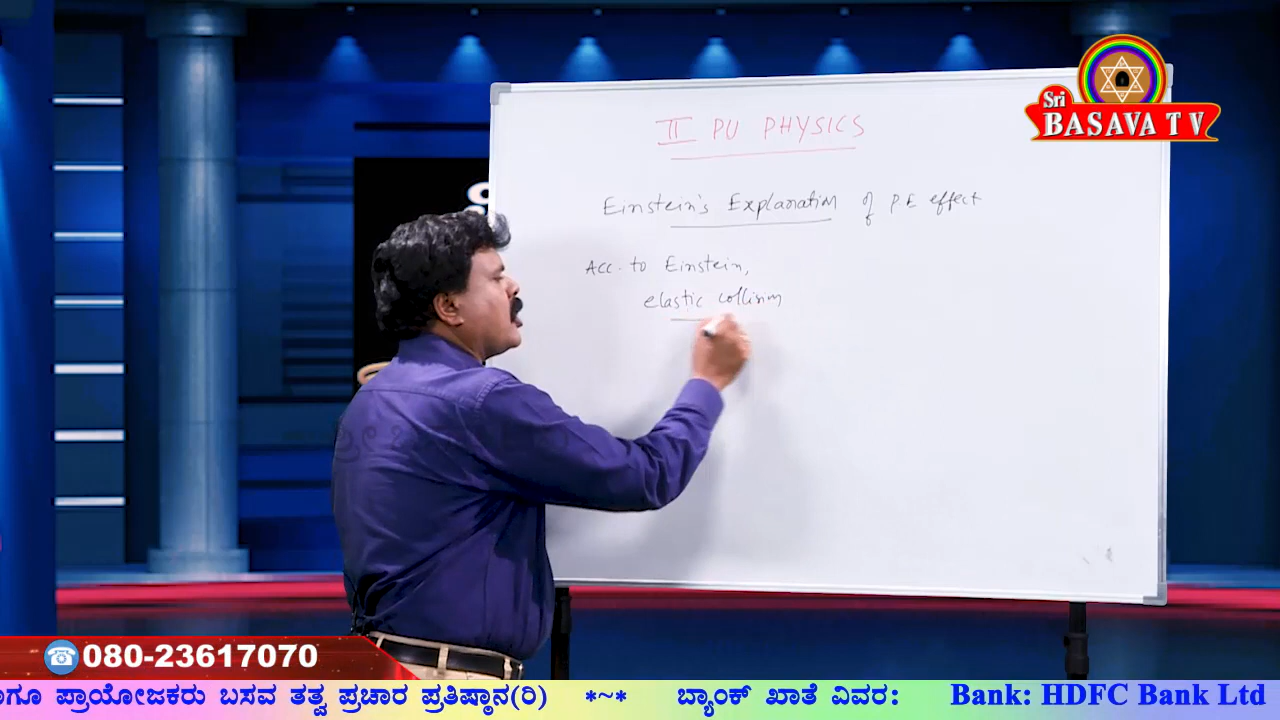 Sri
BASAVA TV
II PU PHYSICS
Einstein's Explanation of PE effect
Acc. to Einstein,
elastic collision
080-23617070
ಪ್ರಾಯೋಜಕರು ಬಸವ ತತ್ವ ಪ್ರಚಾರ ಪ್ರತಿಷ್ಠಾನ(ರಿ) *~* ಬ್ಯಾಂಕ್ ಖಾತೆ ವಿವರ: Bank: HDFC Bank Ltd